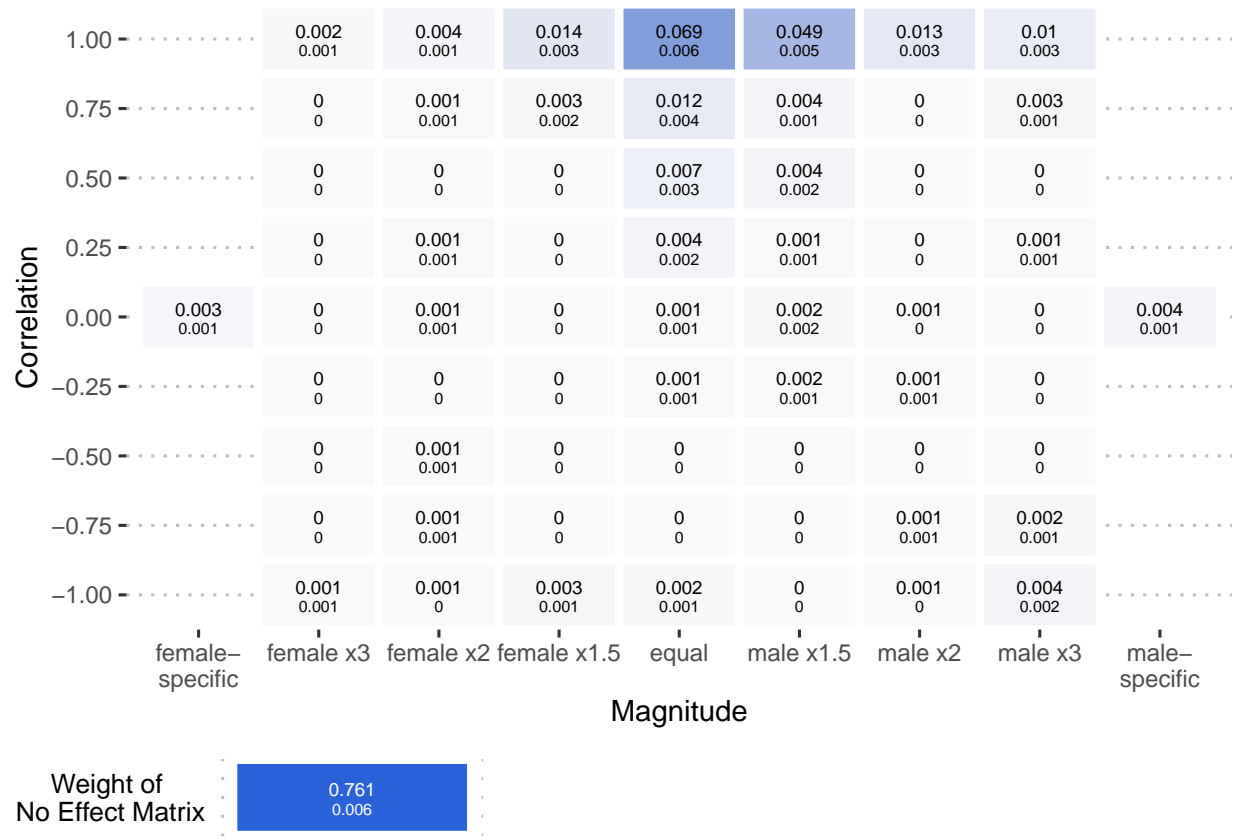 1.00
0.002 0.004 0.014 0.069 0.049 0.013 0.01
0.001 0.001 0.003 0.006 0.005 0.003 0.003
0.75
0 0.001 0.003 0.012 0.004 0 0.003
0 0.001 0.002 0.004 0.001 0 0.001
0.50
0 0 0 0.007 0.004 0 0
0 0 0 0.003 0.002 0 0
0.25
0 0.001 0 0.004 0.001 0 0.001
0 0.001 0 0.002 0.001 0 0.001
0.00
0.003 0 0.001 0 0.001 0.002 0.001 0 0.004
0.001 0 0.001 0 0.001 0.002 0 0 0.001
−0.25
0 0 0 0.001 0.002 0.001 0
0 0 0 0.001 0.001 0.001 0
−0.50
0 0.001 0 0 0 0 0
0 0.001 0 0 0 0 0
−0.75
0 0.001 0 0 0 0.001 0.002
0 0.001 0 0 0 0.001 0.001
−1.00
0.001 0.001 0.003 0.002 0 0.001 0.004
0.001 0 0.001 0.001 0 0 0.002
Correlation
female−
specific
female x3
female x2
female x1.5
equal
male x1.5
male x2
male x3
male−
specific
Magnitude
Weight of
No Effect Matrix
0.761
0.006